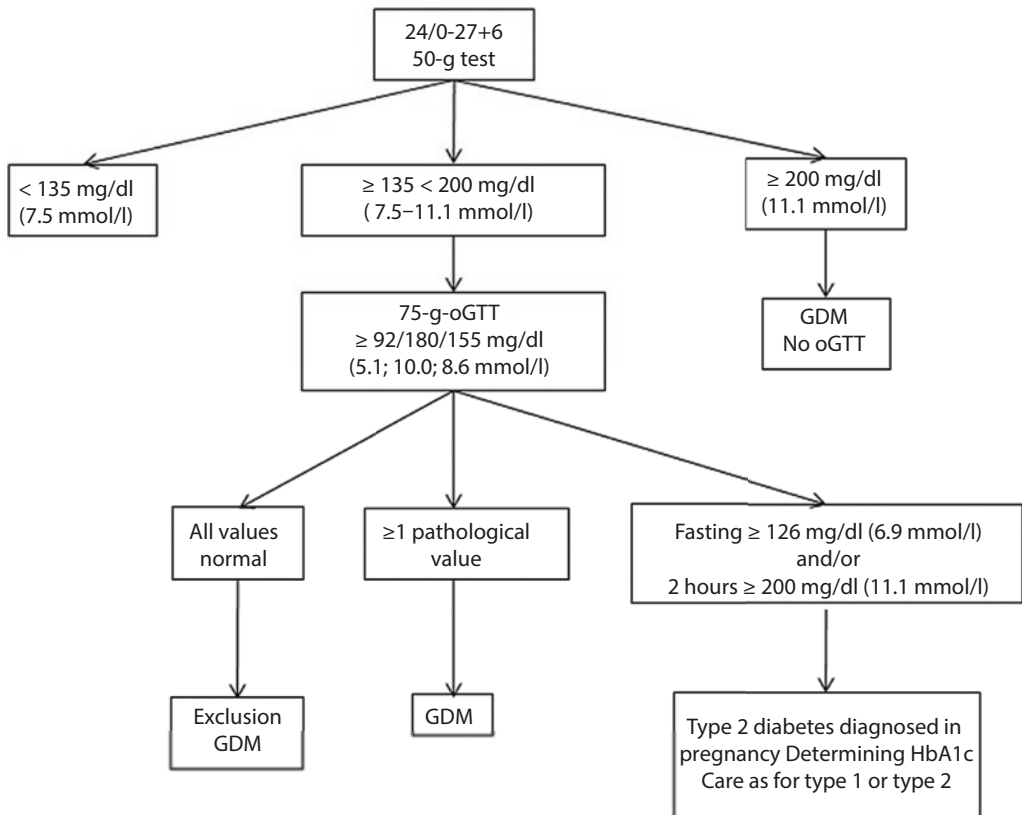 24/0-27+6
50-g test
< 135 mg/dl
(7.5 mmol/l)
≥ 135 < 200 mg/dl
( 7.5−11.1 mmol/l)
≥ 200 mg/dl
(11.1 mmol/l)
75-g-oGTT
≥ 92/180/155 mg/dl
(5.1; 10.0; 8.6 mmol/l)
GDM
No oGTT
All values
normal
≥1 pathological
value
Fasting ≥ 126 mg/dl (6.9 mmol/l)
and/or
2 hours ≥ 200 mg/dl (11.1 mmol/l)
Exclusion
GDM
GDM
Type 2 diabetes diagnosed in
pregnancy Determining HbA1c
Care as for type 1 or type 2